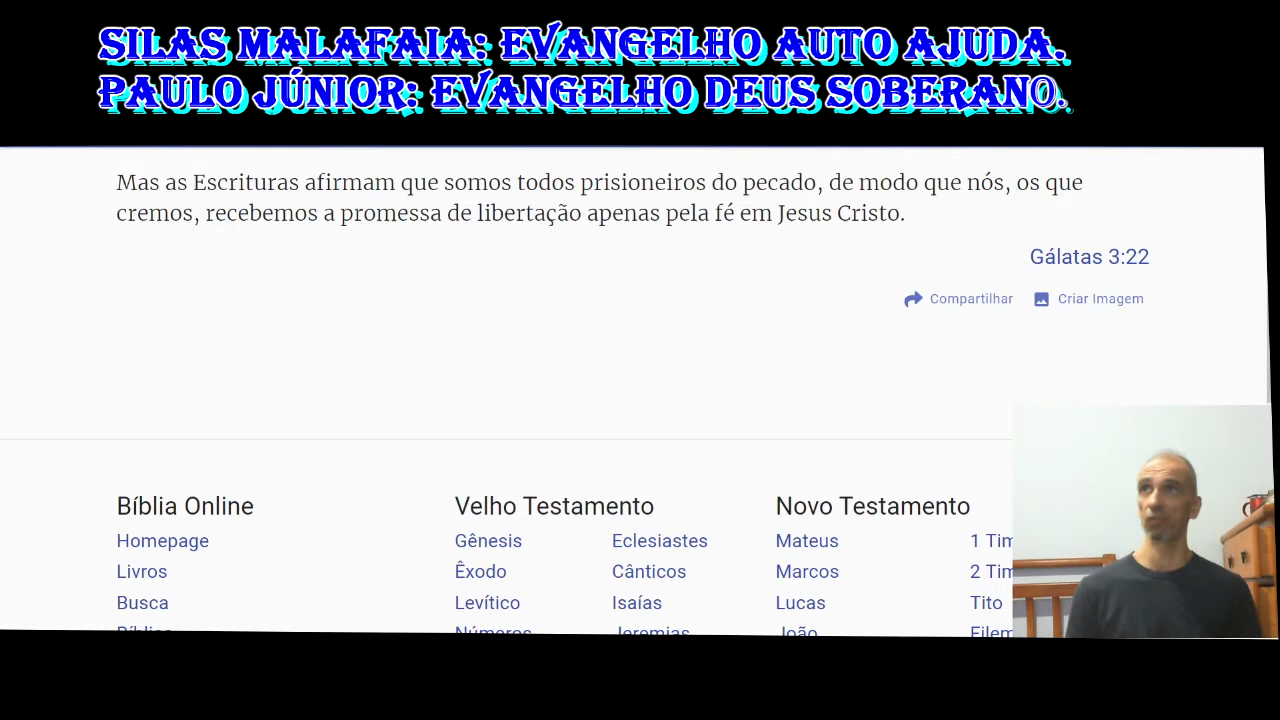 SILAS MALAFAIA: EVANGELHO AUTO AJUDA.
PAULO JÚNIOR: EVANGELHO DEUS SOBERANO.
Mas as Escrituras afirmam que somos todos prisioneiros do pecado, de modo que nós, os que
cremos, recebemos a promessa de libertação apenas pela fé em Jesus Cristo.
Gálatas 3:22
Compartilhar Criar Imagem
Bíblia Online Velho Testamento Novo Testamento
Homepage Gênesis Eclesiastes Mateus 1 Tim
Livros Êxodo Cânticos Marcos 2 Tim
Busca Levítico Isaías Lucas Tito
Números Jeremias João